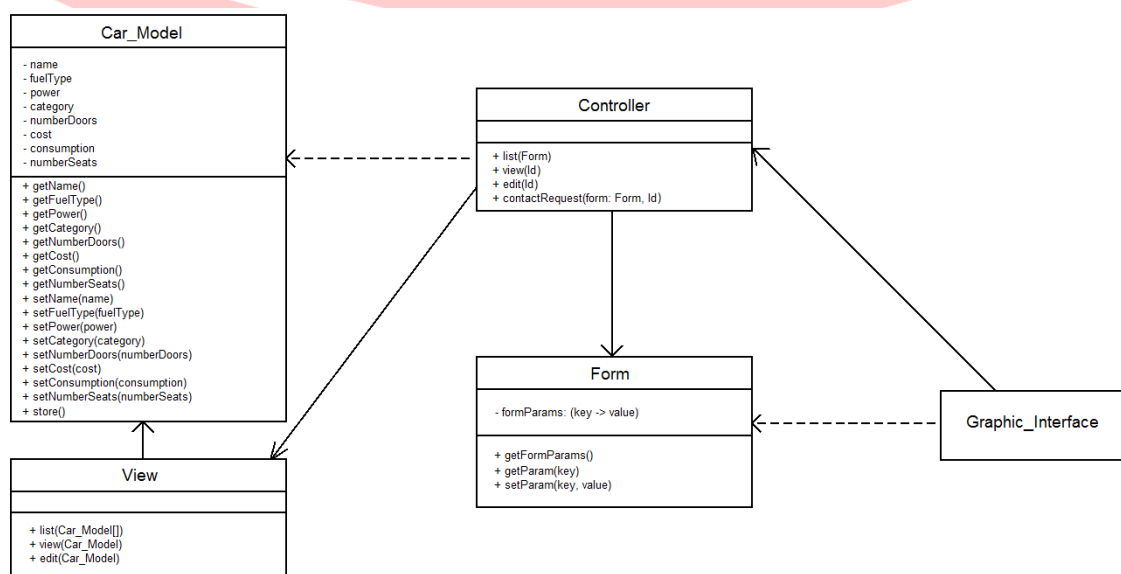 Car_Model
- name
- fuelType
- power
- category
- numberDoors
- cost
- consumption
- numberSeats
+ getName()
+ getFuelType()
+ getPower()
+ getCategory()
+ getNumberDoors()
+ getCost()
+ getConsumption()
+ getNumberSeats()
+ setName(name)
+ setFuelType(fuelType)
+ setPower(power)
+ setCategory(category)
+ setNumberDoors(numberDoors)
+ setCost(cost)
+ setConsumption(consumption)
+ setNumberSeats(numberSeats)
+ store()
View
+ list(Car_Model[])
+ view(Car_Model)
+ edit(Car_Model)
Controller
+ list(Form)
+ view(Id)
+ edit(Id)
+ contactRequest(form: Form, Id)
Form
- formParams: (key -> value)
+ getFormParams()
+ getParam(key)
+ setParam(key, value)
Graphic_Interface